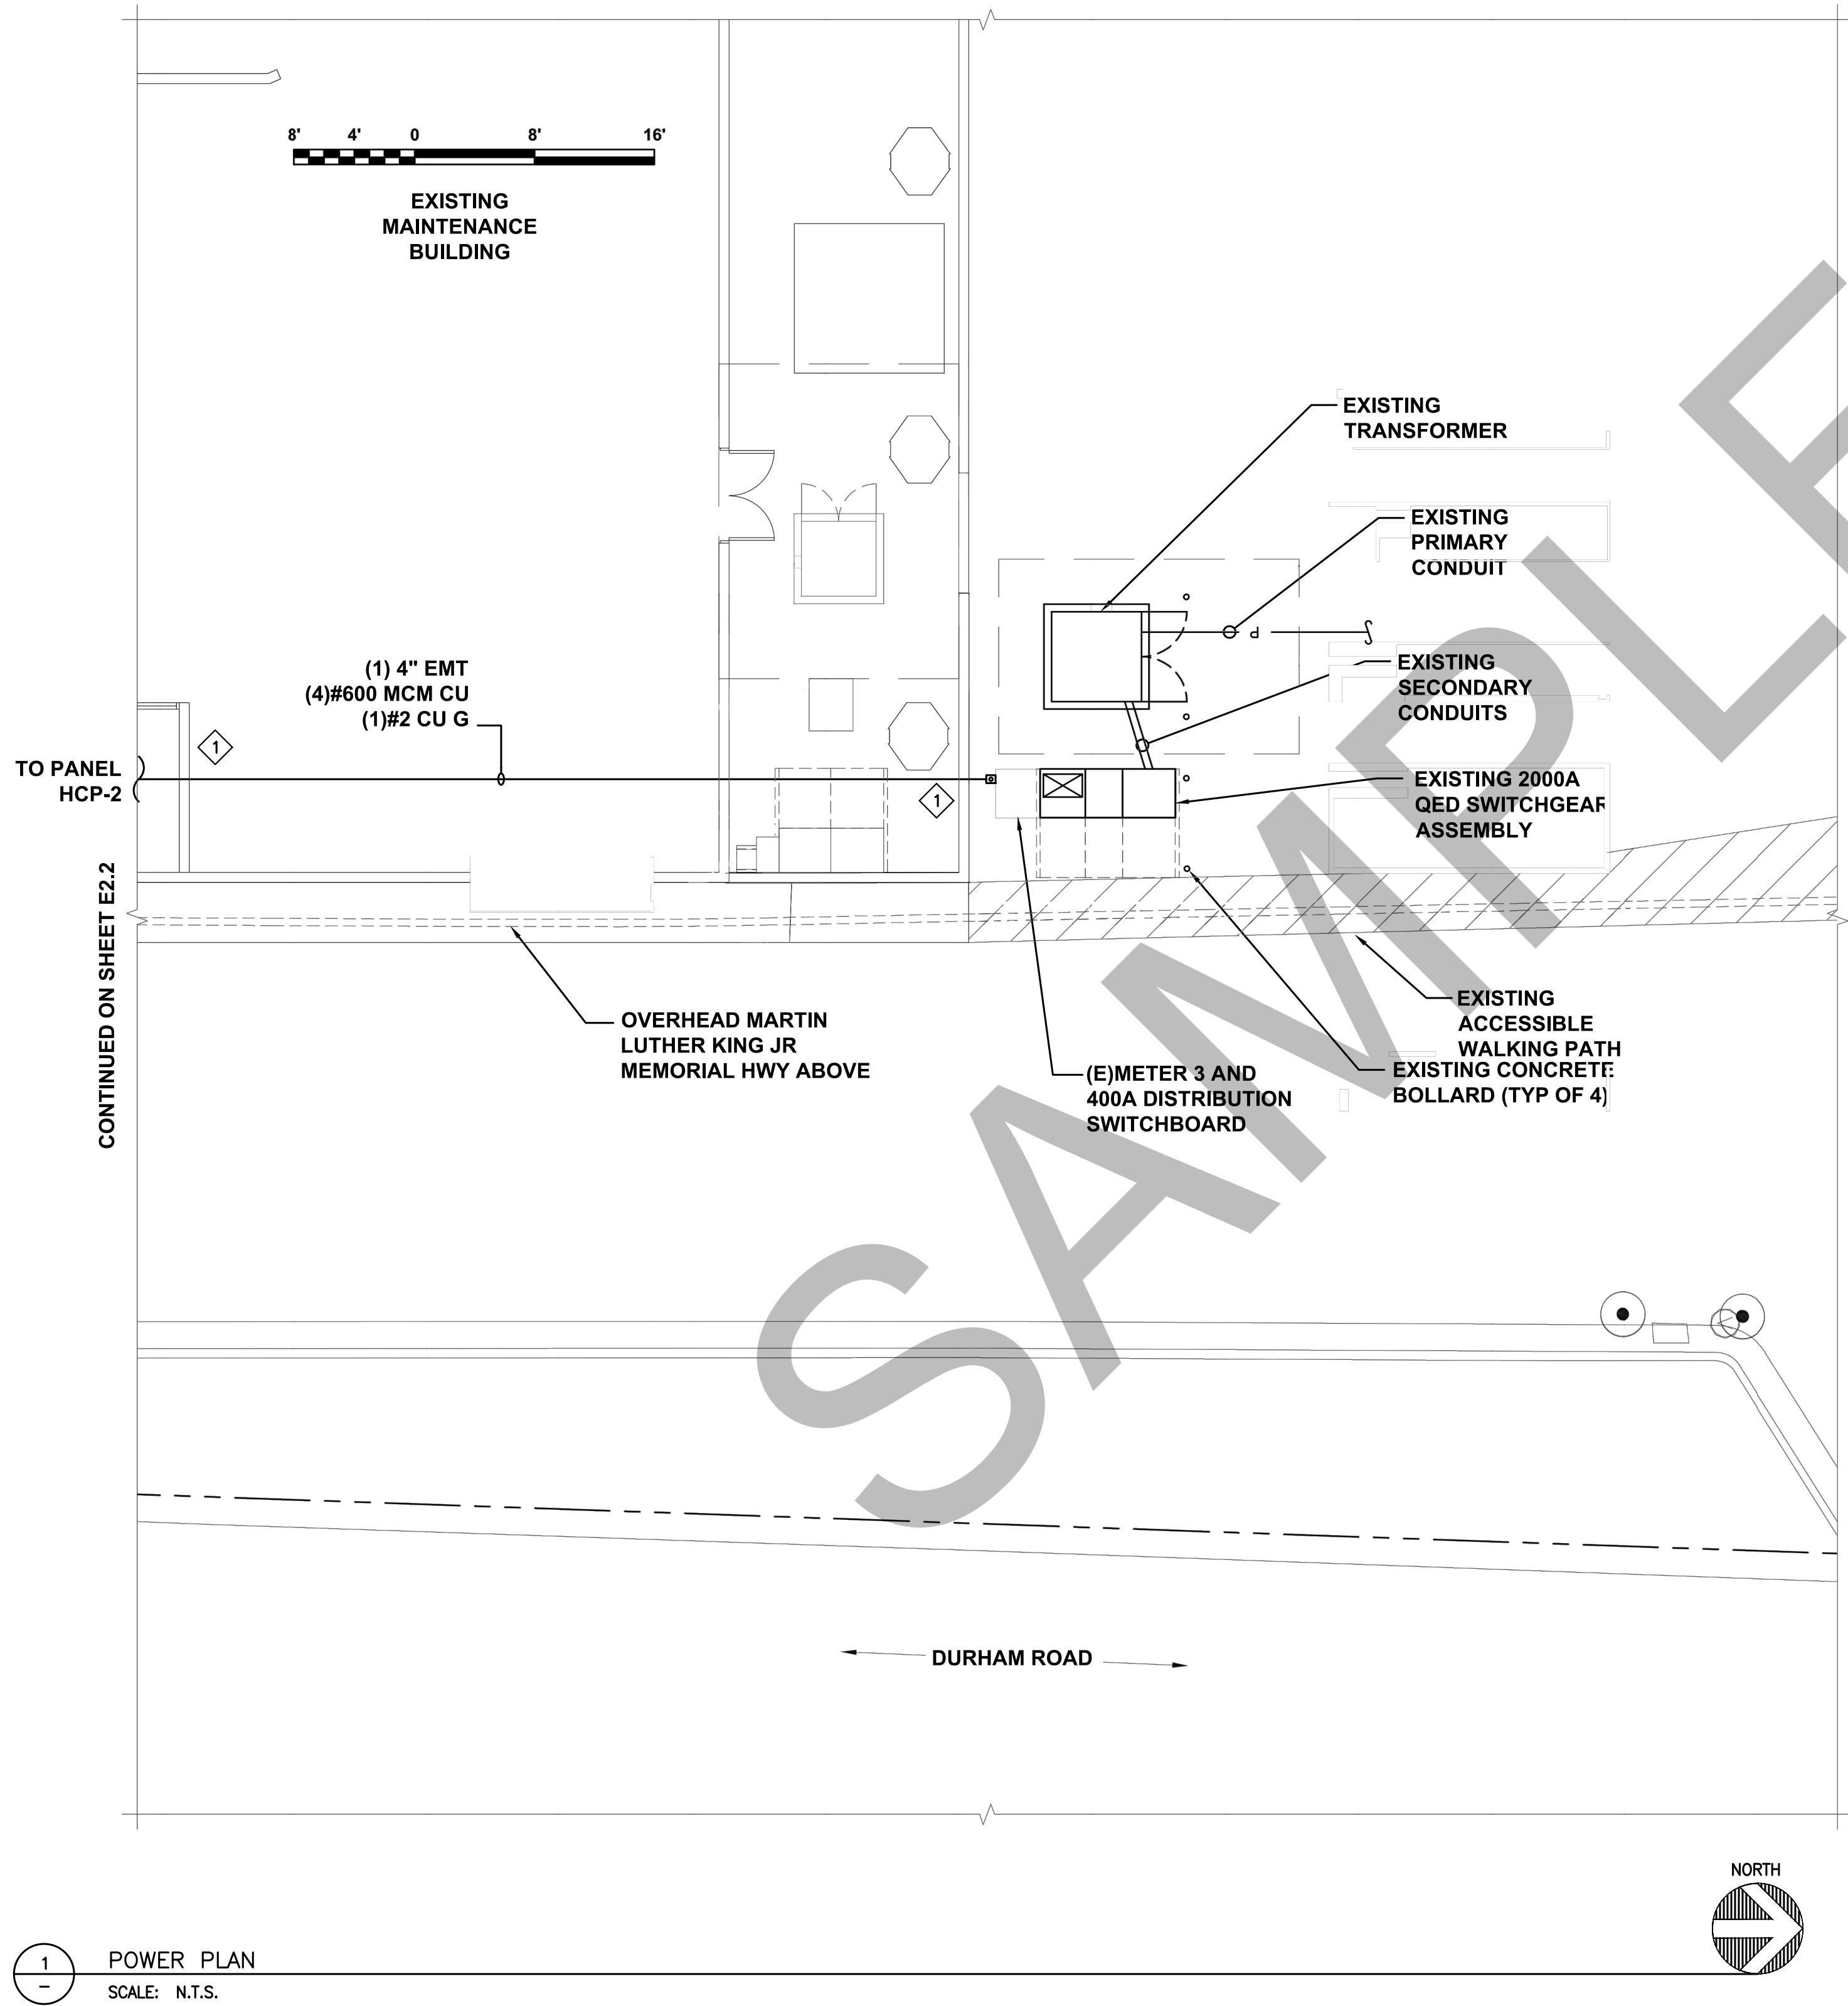 8' 4' 0 8' 16'
EXISTING
MAINTENANCE
BUILDING
EXISTING
TRANSFORMER
EXISTING
PRIMARY
CONDUIT
P
(1) 4" EMT
(4)#600 MCM CU
(1)#2 CU G
EXISTING
SECONDARY
CONDUITS
1
TO PANEL
HCP-2
1
EXISTING 2000A
QED SWITCHGEAR
ASSEMBLY
CONTINUED ON SHEET E2.2
OVERHEAD MARTIN
LUTHER KING JR
MEMORIAL HWY ABOVE
EXISTING
ACCESSIBLE
WALKING PATH
(E)METER 3 AND
400A DISTRIBUTION
SWITCHBOARD
EXISTING CONCRETE
BOLLARD (TYP OF 4)
SAMPLE
DURHAM ROAD
NORTH
1
-
POWER PLAN
SCALE: N.T.S.